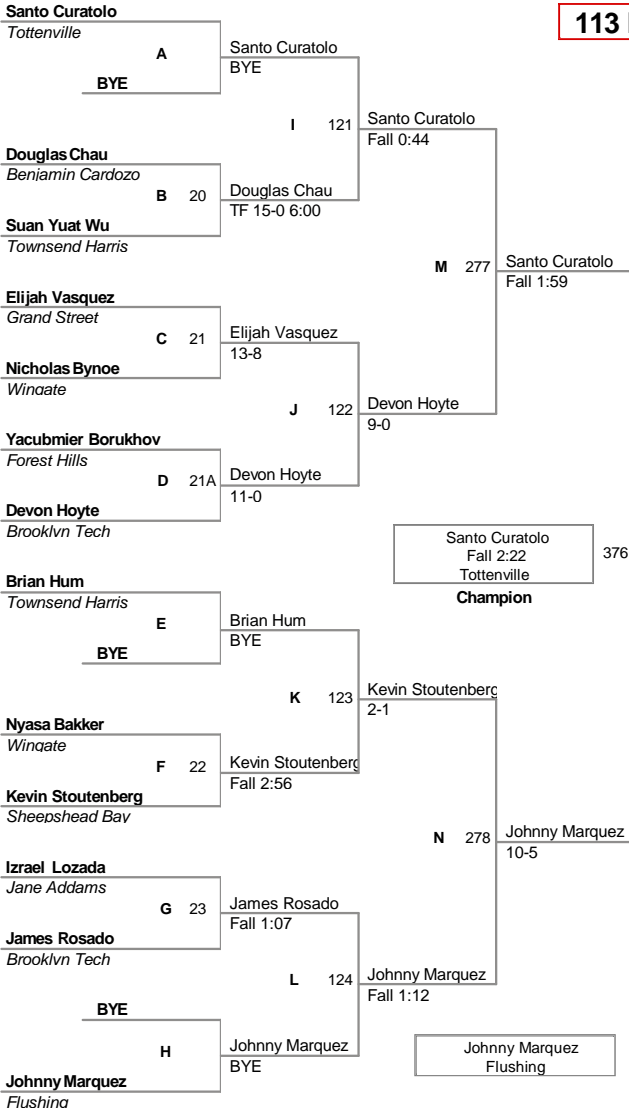 Santo Curatolo
Tottenville
113
A
Santo Curatolo
BYE
BYE
I 121
Santo Curatolo
Fall 0:44
Douglas Chau
Benjamin Cardozo
B 20
Douglas Chau
TF 15-0 6:00
Suan Yuat Wu
Townsend Harris
M 277
Santo Curatolo
Fall 1:59
Elijah Vasquez
Grand Street
C 21
Elijah Vasquez
13-8
Nicholas Bynoe
Wingate
J 122
Devon Hoyte
9-0
Yacubmier Borukhov
Forest Hills
D 21A
Devon Hoyte
11-0
Devon Hoyte
Brooklyn Tech
Santo Curatolo
Fall 2:22
Tottenville
376
Champion
Brian Hum
Townsend Harris
E
Brian Hum
BYE
BYE
K 123
Kevin Stoutenberg
2-1
Nyasa Bakker
Wingate
F 22
Kevin Stoutenberg
Fall 2:56
Kevin Stoutenberg
Sheepshead Bay
N 278
Johnny Marquez
10-5
Izrael Lozada
Jane Addams
G 23
James Rosado
Fall 1:07
James Rosado
Brooklyn Tech
L 124
Johnny Marquez
Fall 1:12
BYE
H
Johnny Marquez
BYE
Johnny Marquez
Flushing
Johnny Marquez
Flushing